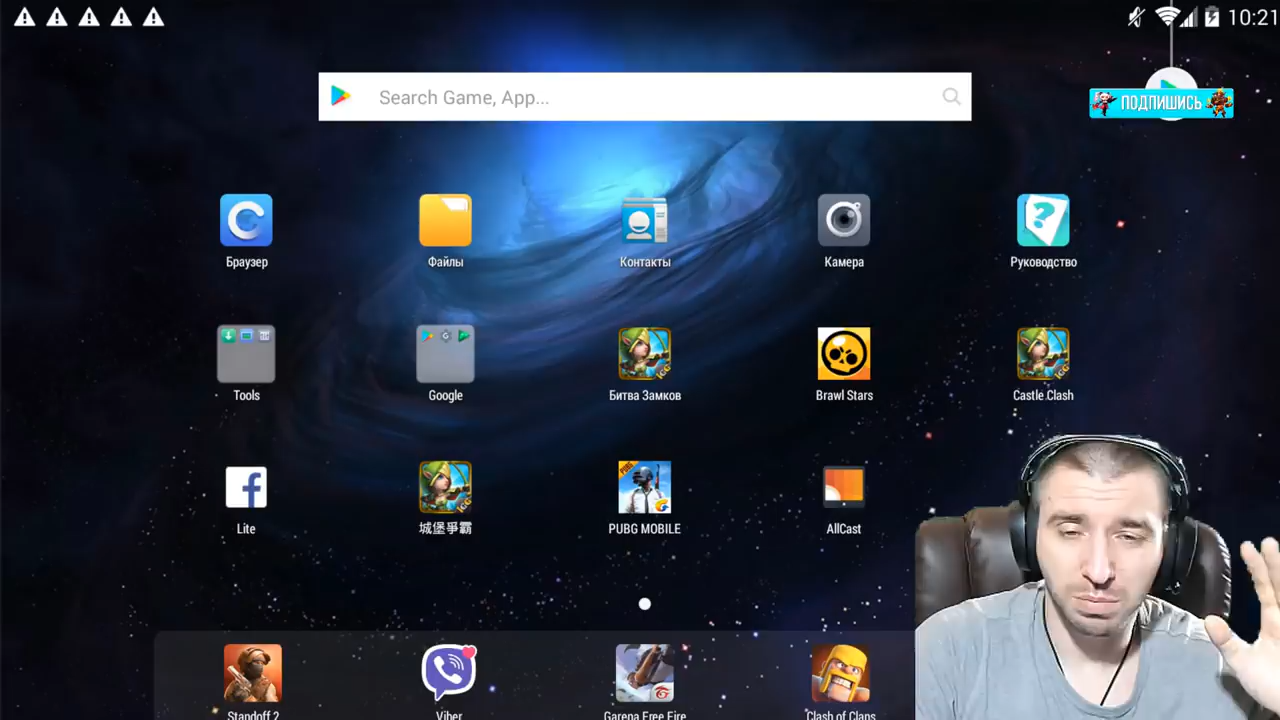 10:21
Search Game, App...
ПОДПИШИСЬ
Браузер
Файлы
Контакты
Камера
Руководство
Tools
Google
Битва Замков
Brawl Stars
Castle Clash
Lite
城堡爭霸
PUBG MOBILE
AllCast
Standoff 2
Viber
Garena Free Fire
Clash of Clans